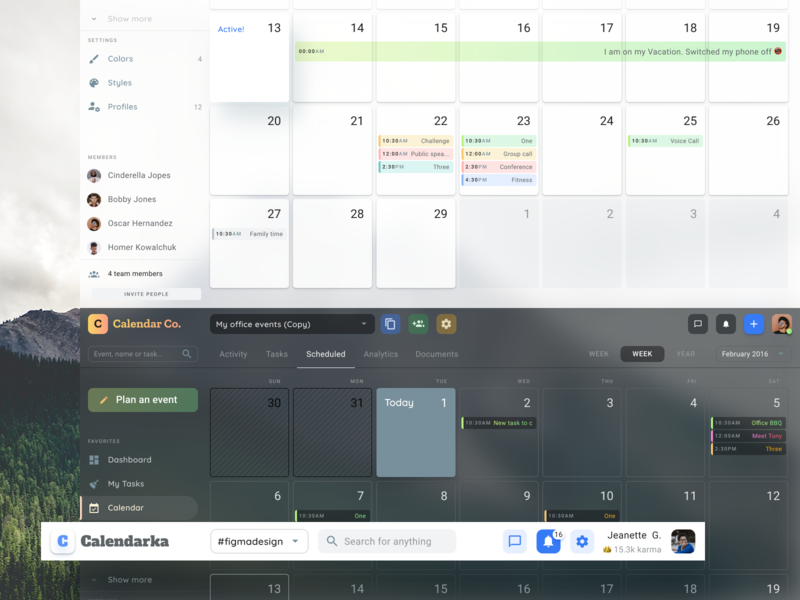 Show more
SETTINGS
Colors 4
Styles
Profiles 12
MEMBERS
Cinderella Jopes
Bobby Jones
Oscar Hernandez
Homer Kowalchuk
4 team members
INVITE PEOPLE
Active! 13 14 15 16 17 18 19
00:00AM I am on my Vacation. Switched my phone off
20 21 22 23 24 25 26
10:30AM Challenge
12:00AM Public spea...
2:30PM Three
10:30AM One
12:00AM Group call
2:30PM Conference
4:30PM Fitness
10:30AM Voice Call
27 28 29 1 2 3 4
10:30AM Family time
C Calendar Co.
My office events (Copy)
Event, name or task...
Activity Tasks Scheduled Analytics Documents
WEEK WEEK YEAR February 2016
Plan an event
FAVORITES
Dashboard
My Tasks
Calendar
SUN MON TUE WED THU FRI SAT
30 31 Today 1 2 3 4 5
10:30AM New task to c
10:30AM Office BBQ
12:00AM Meet Tony
2:30PM Three
6 7 8 9 10 11 12
10:30AM One
10:30AM One
C Calendarka
#figmadesign
Search for anything
16
Jeannette G.
15.3k karma
Show more
13 14 15 16 17 18 19